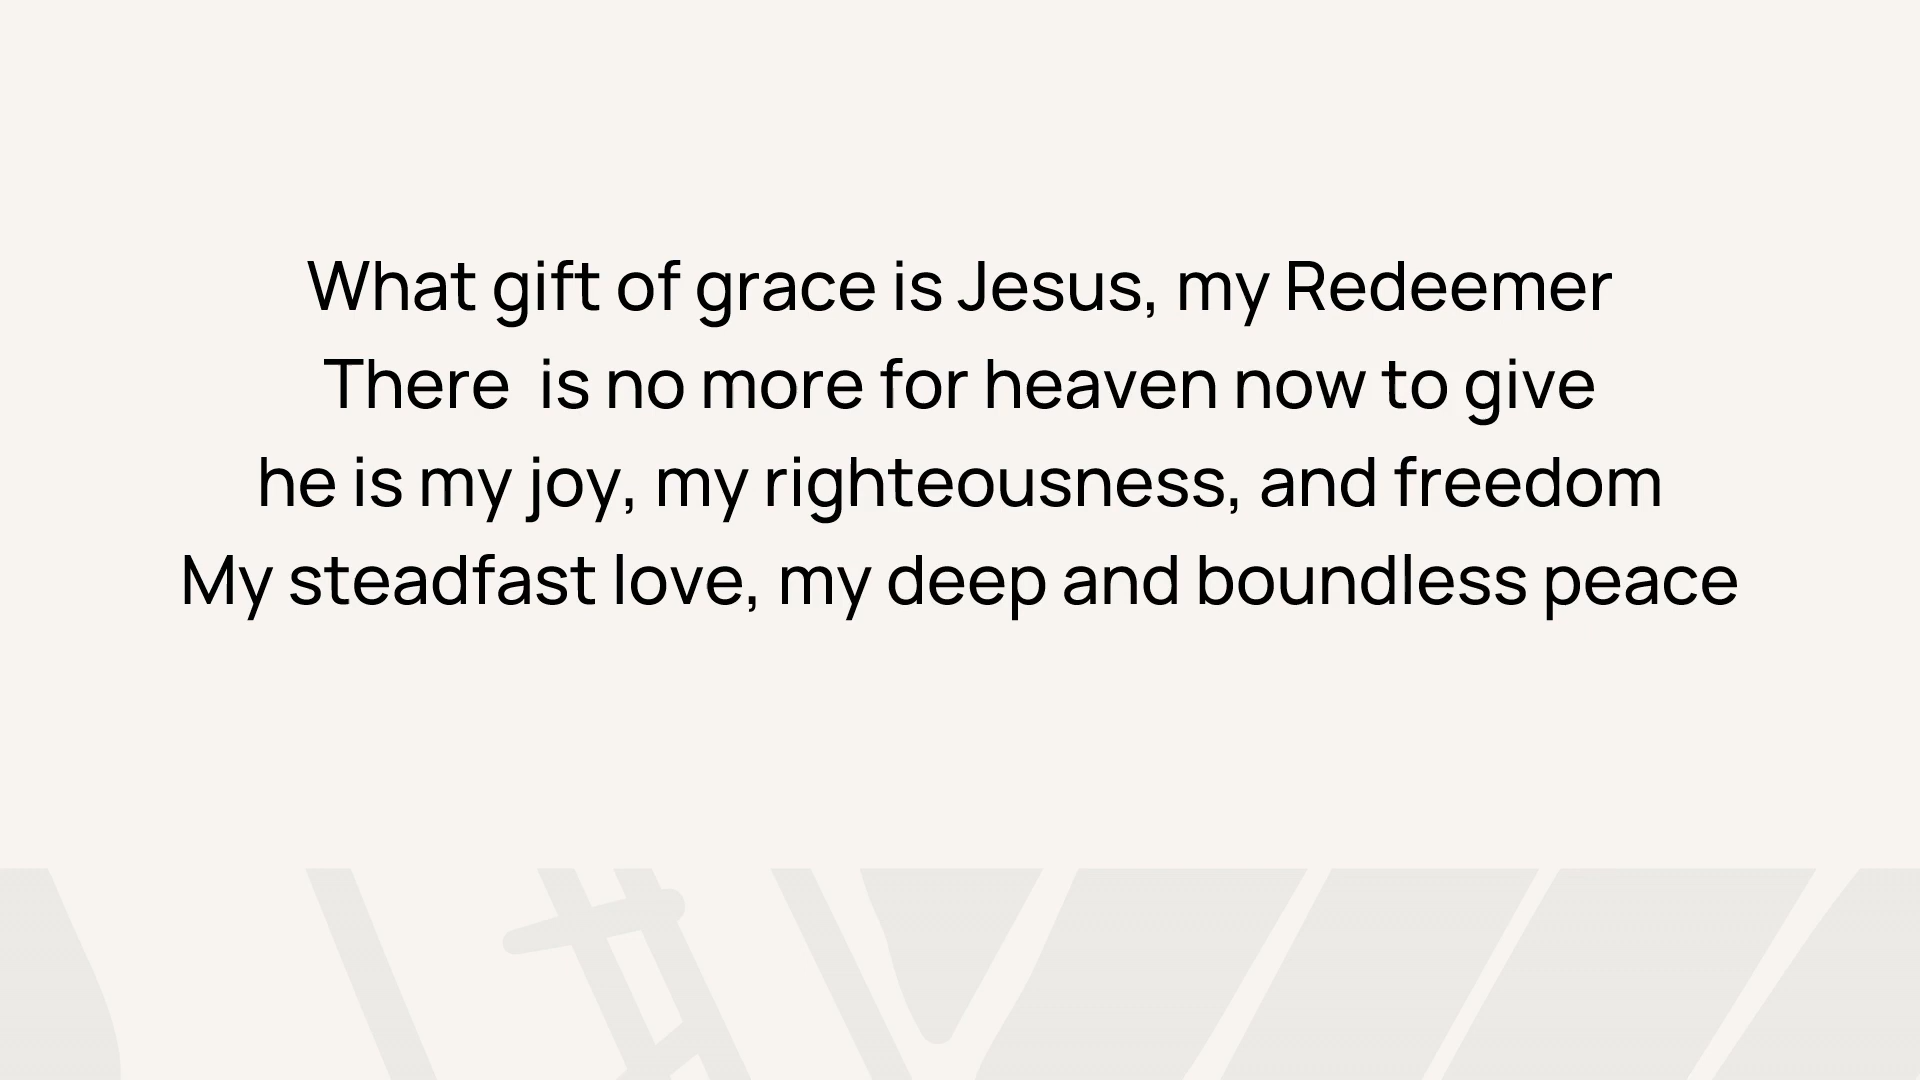 What gift of grace is Jesus, my Redeemer
There  is no more for heaven now to give
he is my joy, my righteousness, and freedom
My steadfast love, my deep and boundless peace